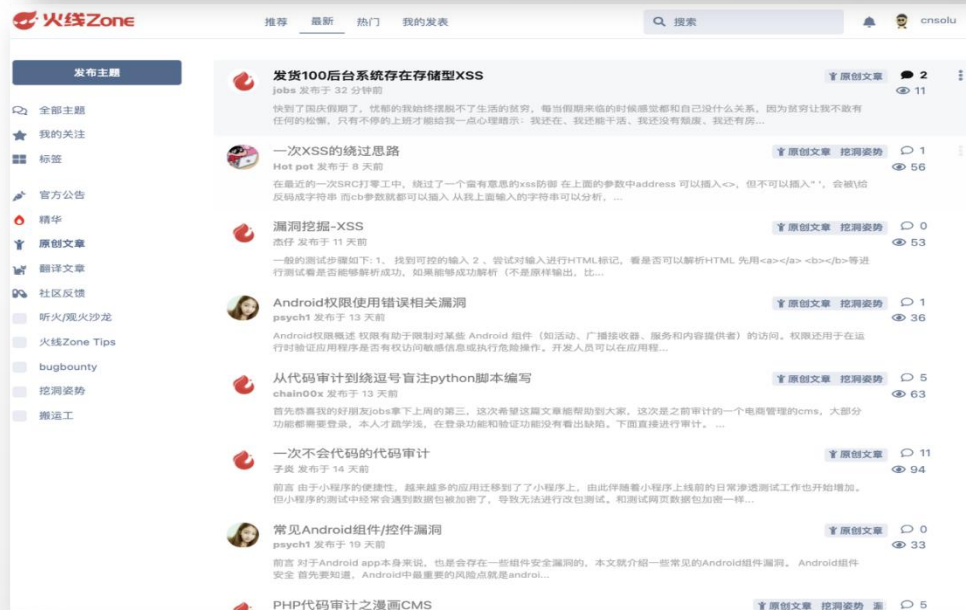 火线Zone
推荐 最新 热门 我的发表
搜索
cnsolu
发布主题
全部主题
我的关注
标签
官方公告
精华
原创文章
翻译文章
社区反馈
听火/观火沙龙
火线Zone Tips
bugbounty
挖洞姿势
搬运工
发货100后台系统存在存储型XSS
原创文章 2
jobs 发布于 32 分钟前
11
快到了国庆假期了，忧郁的我始终摆脱不了生活的贫穷，每当假期来临的时候感觉都和自己没什么关系，因为贫穷让我不敢有
任何的松懈，只有不停的上班才能给我一点心理暗示：我还在、我还能干活、我还没有颓废、我还有房...
一次XSS的绕过思路
原创文章 挖洞姿势 1
Hot pot 发布于 8 天前
56
在最近的一次SRC打零工中，绕过了一个蛮有意思的xss防御 在上面的参数中address 可以插入<>，但不可以插入" '，会被\给
反码成字符串 而cb参数就都可以插入 从我上面输入的字符串可以分析，...
漏洞挖掘-XSS
原创文章 挖洞姿势 0
杰仔 发布于 11 天前
53
一般的测试步骤如下：1、 找到可控的输入 2 、尝试对输入进行HTML标记，看是否可以解析HTML 先用<a></a> <b></b>等进
行测试看是否能够解析成功，如果能够成功解析（不是原样输出，比...
Android权限使用错误相关漏洞
原创文章 挖洞姿势 1
psych1 发布于 13 天前
36
Android权限概述 权限有助于限制对某些 Android 组件（如活动、广播接收器、服务和内容提供者）的访问。权限还用于在运
行时验证应用程序是否有权访问敏感信息或执行危险操作。开发人员可以在应用程...
从代码审计到绕逗号盲注python脚本编写
原创文章 挖洞姿势 5
chain00x 发布于 13 天前
63
首先恭喜我的好朋友jobs拿下上周的第三，这次希望这篇文章能帮助到大家，这次是之前审计的一个电商管理的cms，大部分
功能都需要登录，本人才疏学浅，在登录功能和验证功能没有看出缺陷。下面直接进行审计。 ...
一次不会代码的代码审计
原创文章 11
子炎 发布于 14 天前
94
前言 由于小程序的便捷性，越来越多的应用迁移到了了小程序上，由此伴随着小程序上线前的日常渗透测试工作也开始增加。
但小程序的测试中经常会遇到数据包被加密了，导致无法进行改包测试。和测试网页数据包加密一样...
常见Android组件/控件漏洞
原创文章 0
psych1 发布于 19 天前
33
前言 对于Android app本身来说，也是会存在一些组件安全漏洞的，本文就介绍一些常见的Android组件漏洞。 Android组件
安全 首先要知道，Android中最重要的风险点就是androi...
PHP代码审计之漫画CMS
原创文章 挖洞姿势 5